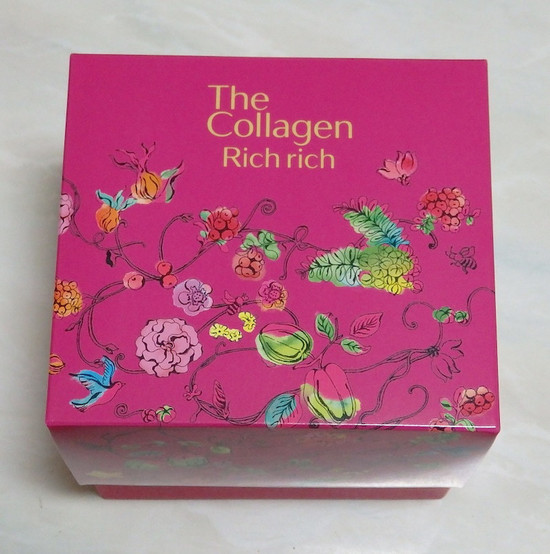 The
Collagen
Rich rich